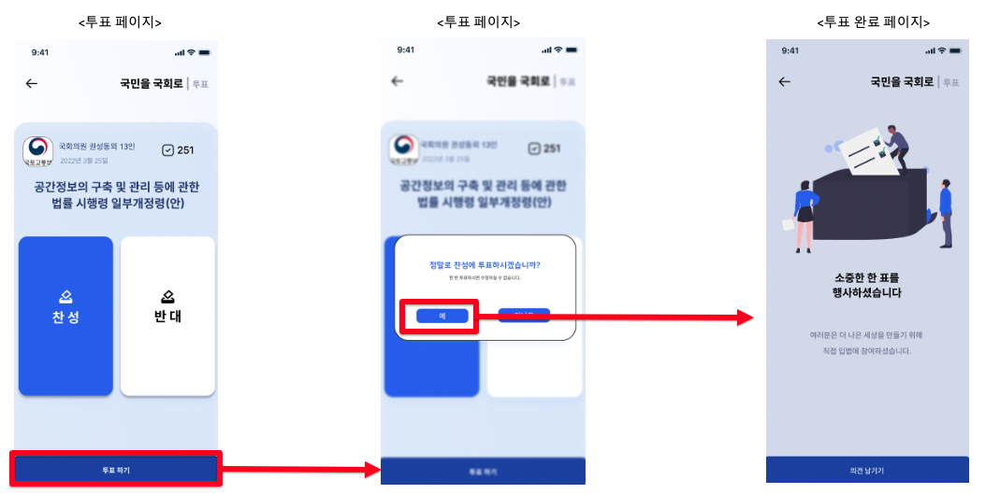 <투표 페이지>
9:41
국민을 국회로 | 투표
국토교통부
국회의원 권성동외 13인
2022년 3월 25일
251
공간정보의 구축 및 관리 등에 관한
법률 시행령 일부개정령(안)
찬 성
반 대
투표 하기
<투표 페이지>
9:41
국민을 국회로 | 투표
국회의원 권성동외 13인
2022년 3월 25일
251
공간정보의 구축 및 관리 등에 관한
법률 시행령 일부개정령(안)
정말로 찬성에 투표하시겠습니까?
한 번 투표하시면 수정하실 수 없습니다.
예
투표 하기
<투표 완료 페이지>
9:41
국민을 국회로 | 투표
소중한 한 표를
행사하셨습니다
여러분은 더 나은 세상을 만들기 위해
직접 입법에 참여하셨습니다.
의견 남기기